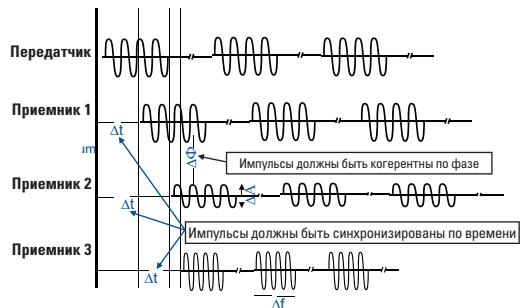 Передатчик
Приемник 1
Δt
um
ΔΦ
Импульсы должны быть когерентны по фазе
Приемник 2
Δt
ΔA
Импульсы должны быть синхронизированы по времени
Приемник 3
Δt
Δf